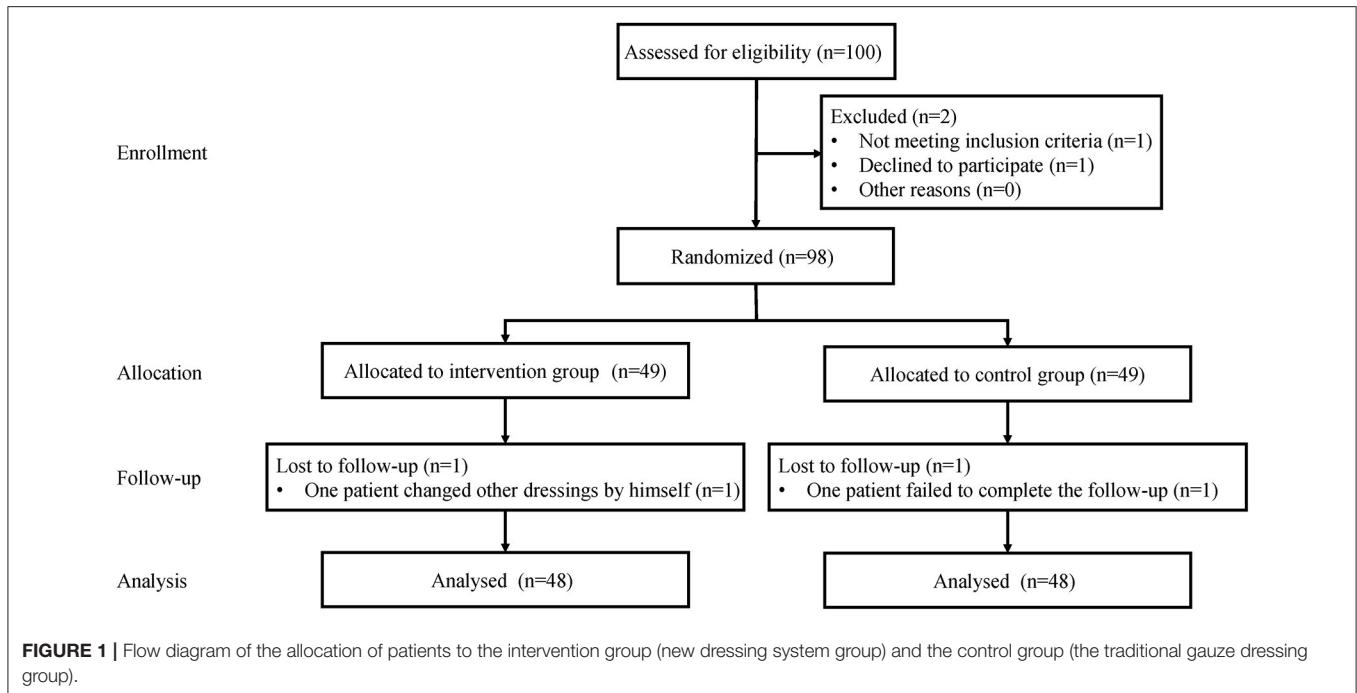 Assessed for eligibility (n=100)
Enrollment
Excluded (n=2)
• Not meeting inclusion criteria (n=1)
• Declined to participate (n=1)
• Other reasons (n=0)
Randomized (n=98)
Allocation
Allocated to intervention group (n=49)
Allocated to control group (n=49)
Follow-up
Lost to follow-up (n=1)
• One patient changed other dressings by himself (n=1)
Lost to follow-up (n=1)
• One patient failed to complete the follow-up (n=1)
Analysis
Analysed (n=48)
Analysed (n=48)
FIGURE 1 | Flow diagram of the allocation of patients to the intervention group (new dressing system group) and the control group (the traditional gauze dressing
group).